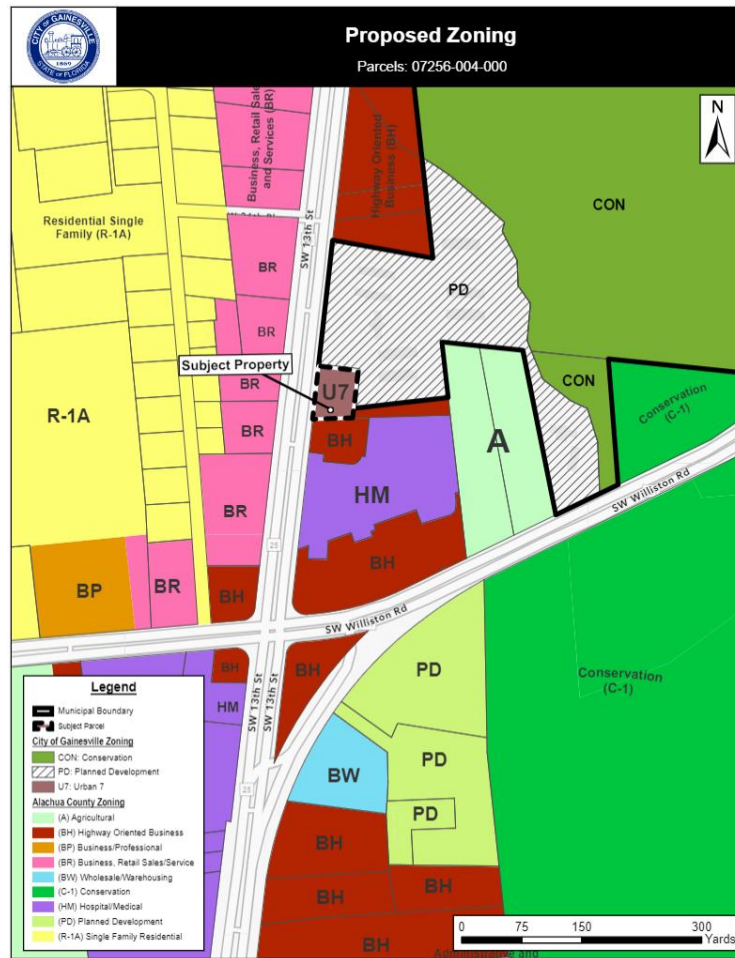 CITY OF GAINESVILLE
1869
STATE OF FLORIDA
Proposed Zoning
Parcels: 07256-004-000
N
Business, Retail Sale
and Services (BR)
Highway Oriented
Business (BH)
CON
Residential Single
Family (R-1A)
SW 13th St
BR
PD
BR
Subject Property
U7
BR
CON
Conservation
(C-1)
R-1A
BR
BH
A
HM
BR
SW Williston Rd
25
BH
BP
BR
BH
SW Williston Rd
Conservation
(C-1)
BH
BH
PD
HM
SW 13th St
SW 13th St
PD
BW
25
PD
BH
BH
BH
BH
Administrative and
Legend
Municipal Boundary
Subject Parcel
City of Gainesville Zoning
CON: Conservation
PD: Planned Development
U7: Urban 7
Alachua County Zoning
(A) Agricultural
(BH) Highway Oriented Business
(BP) Business/Professional
(BR) Business, Retail Sales/Service
(BW) Wholesale/Warehousing
(C-1) Conservation
(HM) Hospital/Medical
(PD) Planned Development
(R-1A) Single Family Residential
0 75 150 300
Yards